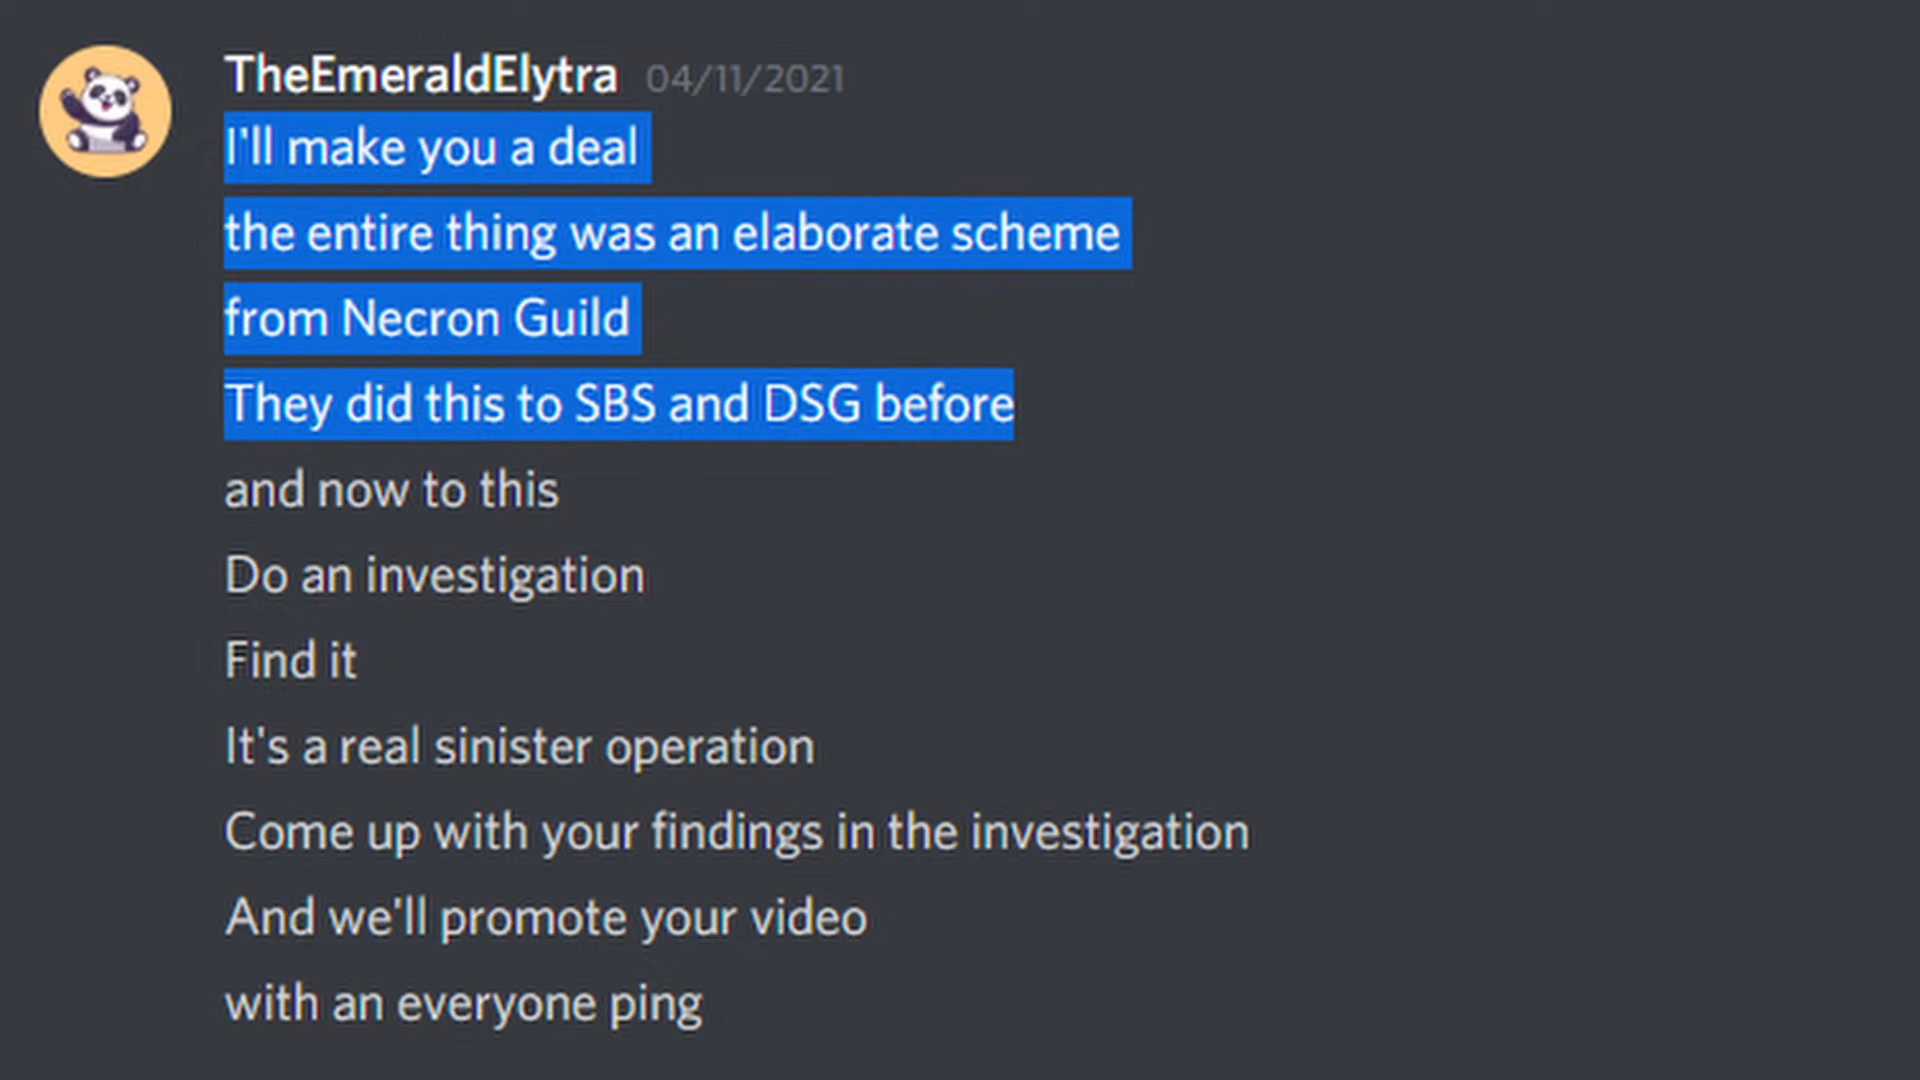 TheEmeraldElytra 04/11/2021
I'll make you a deal
the entire thing was an elaborate scheme
from Necron Guild
They did this to SBS and DSG before
and now to this
Do an investigation
Find it
It's a real sinister operation
Come up with your findings in the investigation
And we'll promote your video
with an everyone ping